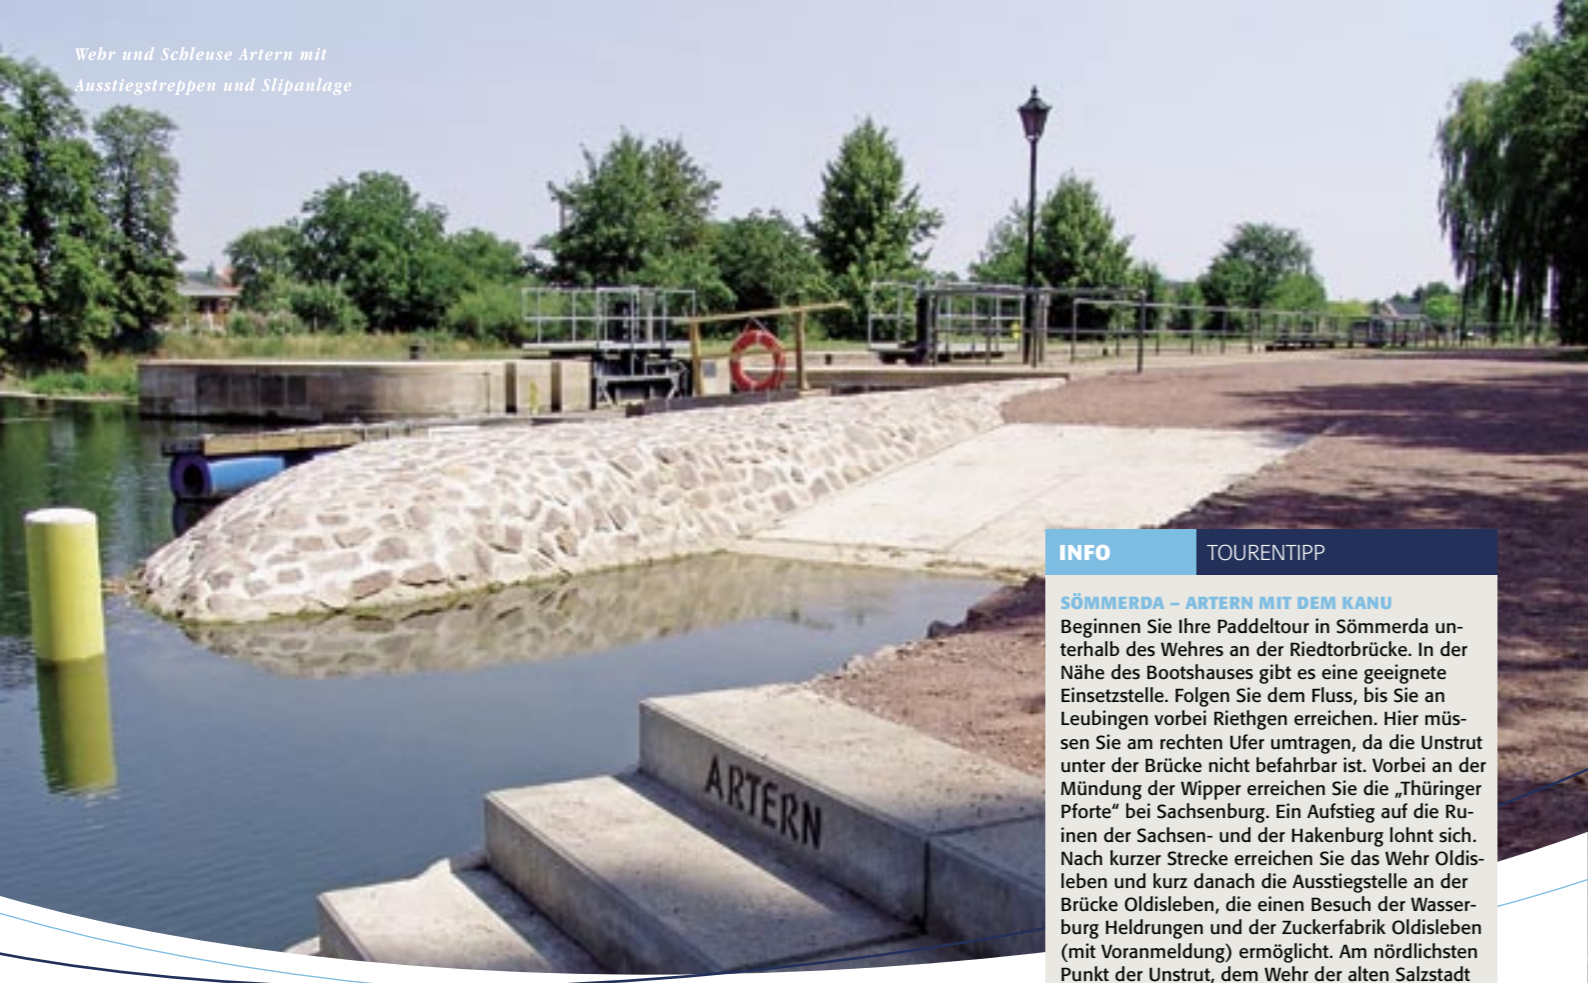 Wehr und Schleuse Artern mit
Ausstiegstreppen und Slipanlage
ARTERN
INFO TOURENTIPP
SÖMMERDA – ARTERN MIT DEM KANU
Beginnen Sie Ihre Paddeltour in Sömmerda un-
terhalb des Wehres an der Riedtorbrücke. In der
Nähe des Bootshauses gibt es eine geeignete
Einsetzstelle. Folgen Sie dem Fluss, bis Sie an
Leubingen vorbei Riethgen erreichen. Hier müs-
sen Sie am rechten Ufer umtragen, da die Unstrut
unter der Brücke nicht befahrbar ist. Vorbei an der
Mündung der Wipper erreichen Sie die „Thüringer
Pforte“ bei Sachsenburg. Ein Aufstieg auf die Ru-
inen der Sachsen- und der Hakenburg lohnt sich.
Nach kurzer Strecke erreichen Sie das Wehr Oldis-
leben und kurz danach die Ausstiegstelle an der
Brücke Oldisleben, die einen Besuch der Wasser-
burg Heldrungen und der Zuckerfabrik Oldisleben
(mit Voranmeldung) ermöglicht. Am nördlichsten
Punkt der Unstrut, dem Wehr der alten Salzstadt